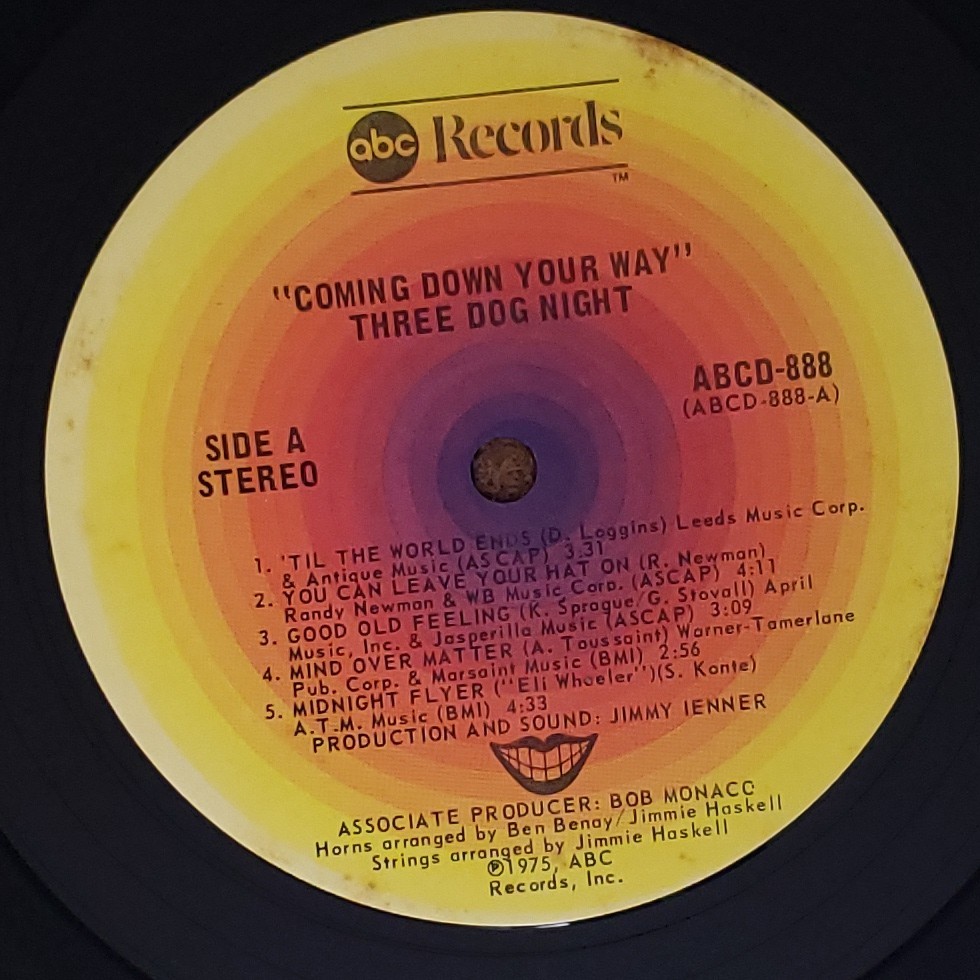 abc Records
TM
"COMING DOWN YOUR WAY"
THREE DOG NIGHT
ABCD-888
(ABCD-888-A)
SIDE A
STEREO
1. 'TIL THE WORLD ENDS (D. Loggins) Leeds Music Corp.
& Antique Music (ASCAP) 3:31
2. YOU CAN LEAVE YOUR HAT ON (R. Newman)
Randy Newman & WB Music Corp. (ASCAP) 4:11
3. GOOD OLD FEELING (K. Sprague/G. Stovall) April
Music, Inc. & Jasperilla Music (ASCAP) 3:09
4. MIND OVER MATTER (A. Toussaint) Warner-Tamerlane
Pub. Corp. & Marsaint Music (BMI) 2:56
5. MIDNIGHT FLYER ("Eli Wheeler")(S. Konte)
A.T.M. Music (BMI) 4:33
PRODUCTION AND SOUND: JIMMY IENNER
ASSOCIATE PRODUCER: BOB MONACO
Horns arranged by Ben Benay/Jimmie Haskell
Strings arranged by Jimmie Haskell
℗1975, ABC
Records, Inc.